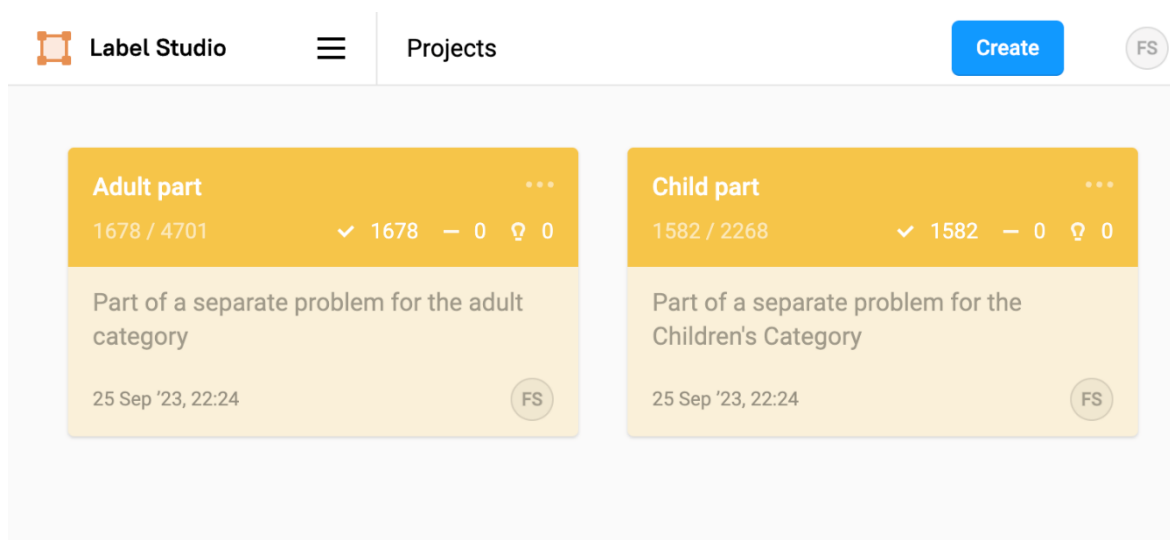 Label Studio
Projects
Create
FS
Adult part
1678 / 4701 1678 0 0
Part of a separate problem for the adult
category
25 Sep ’23, 22:24 FS
Child part
1582 / 2268 1582 0 0
Part of a separate problem for the
Children's Category
25 Sep ’23, 22:24 FS